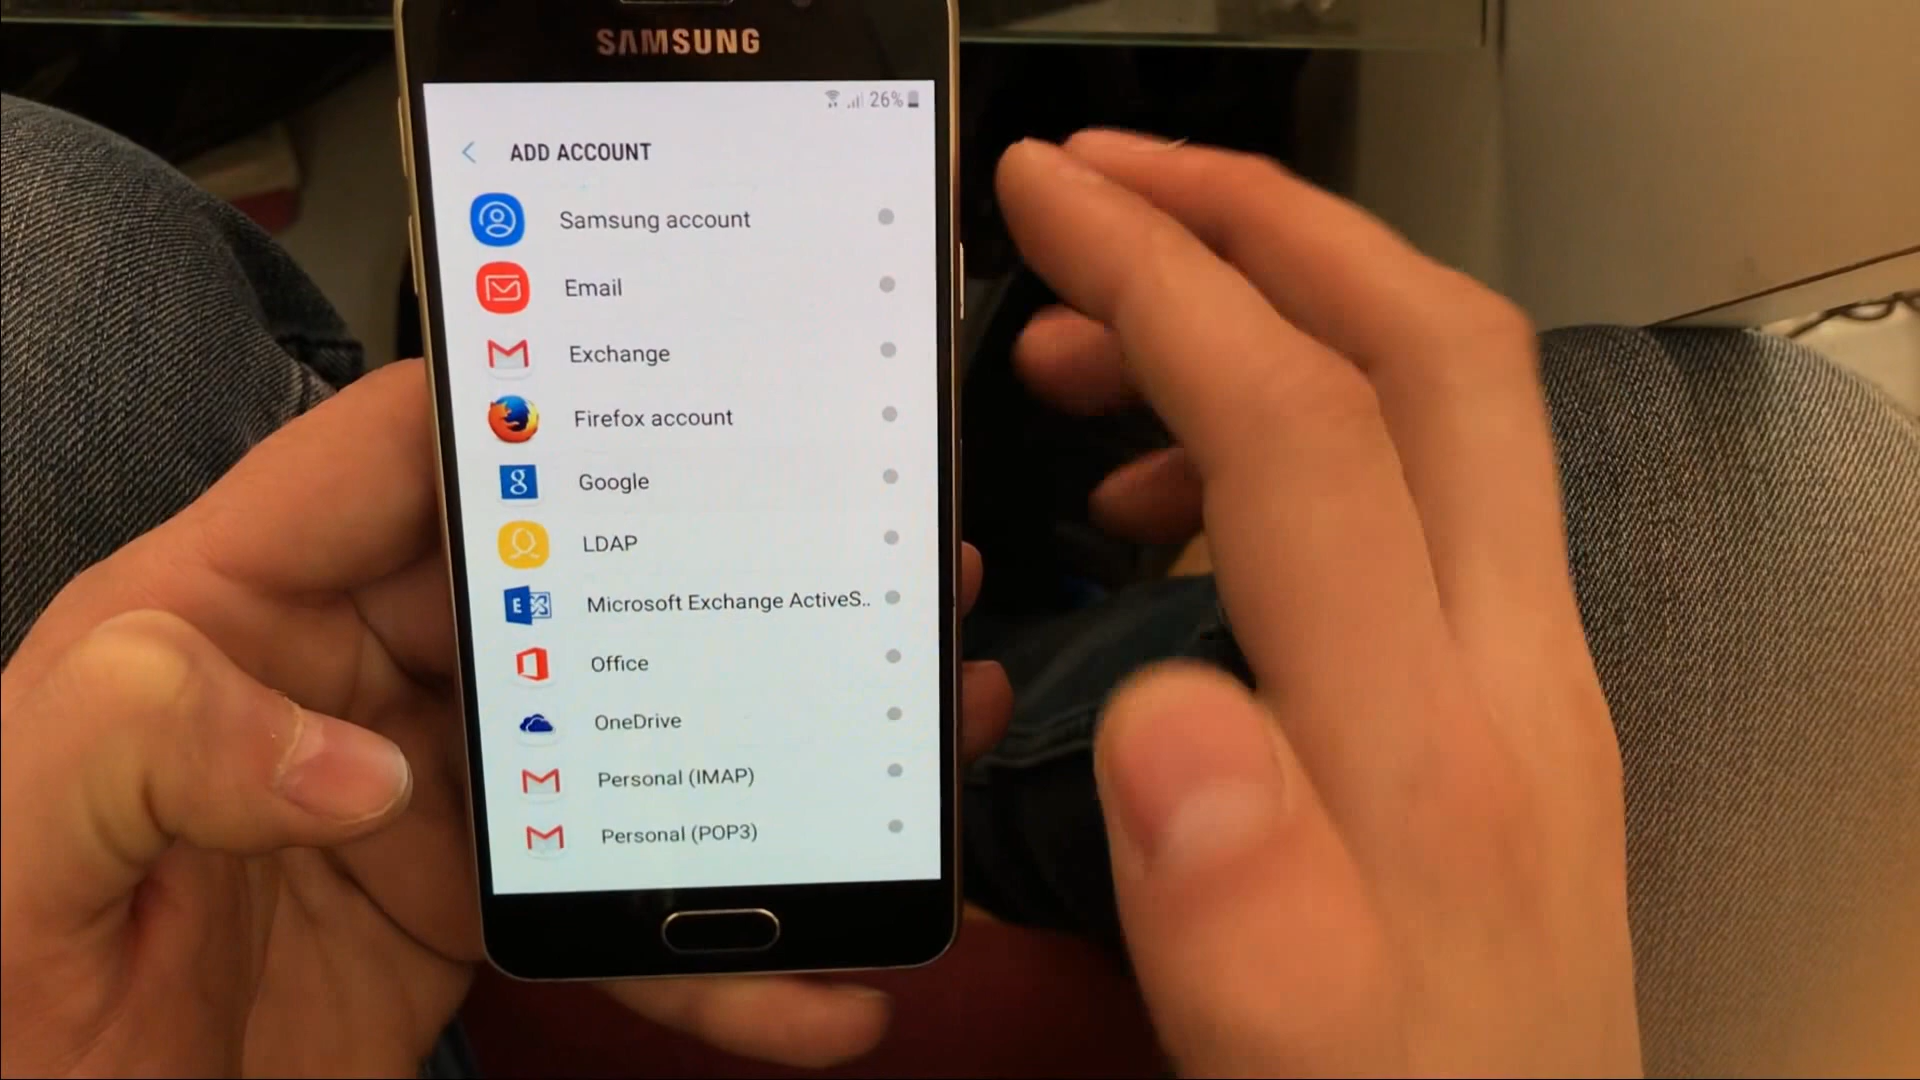 SAMSUNG
26%
ADD ACCOUNT
Samsung account
Email
Exchange
Firefox account
g Google
LDAP
E Microsoft Exchange ActiveS..
Office
OneDrive
Personal (IMAP)
Personal (POP3)